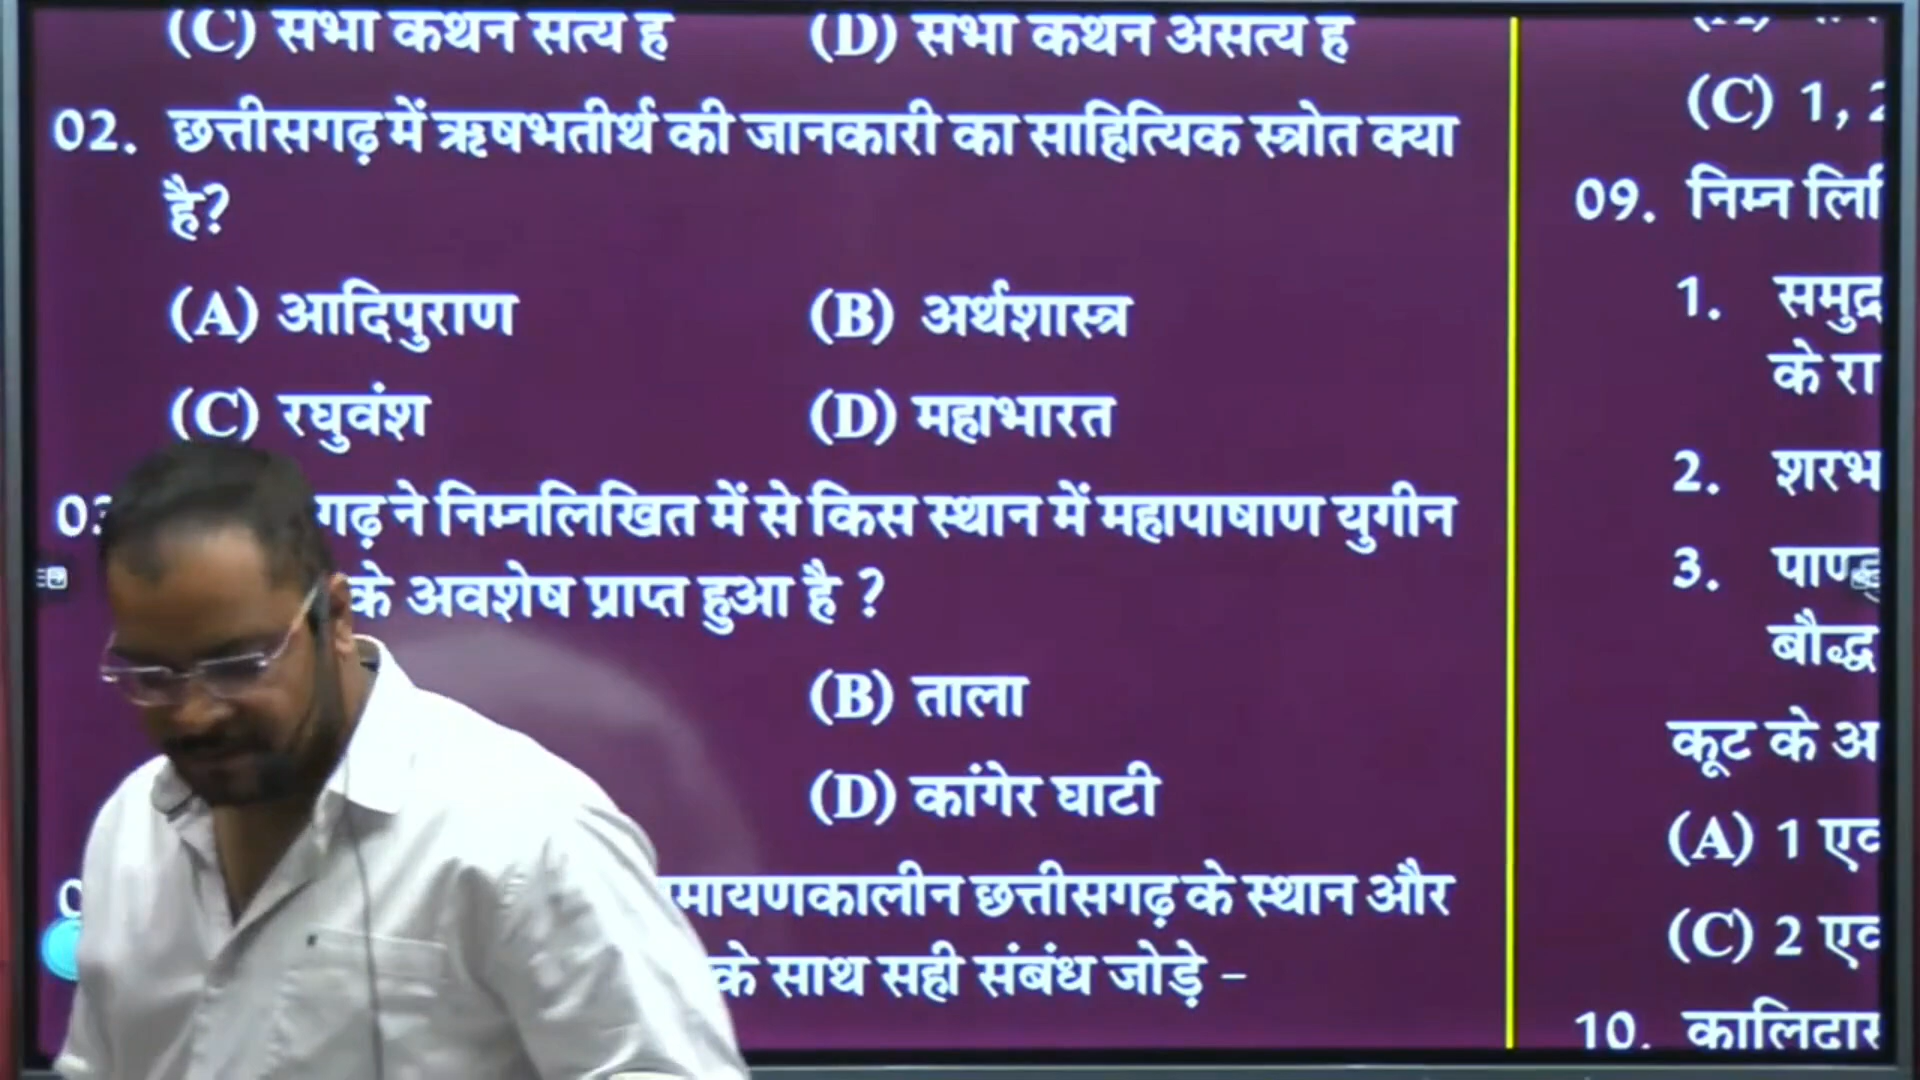 (C) सभी कथन सत्य है (D) सभी कथन असत्य है
02. छत्तीसगढ़ में ऋषभतीर्थ की जानकारी का साहित्यिक स्त्रोत क्या
है?
(A) आदिपुराण (B) अर्थशास्त्र
(C) रघुवंश (D) महाभारत
गढ़ ने निम्नलिखित में से किस स्थान में महापाषाण युगीन
के अवशेष प्राप्त हुआ है ?
(B) ताला
(D) कांगेर घाटी
मायणकालीन छत्तीसगढ़ के स्थान और
के साथ सही संबंध जोड़े –
(C) 1, 2
09. निम्न लि
1. समुद्र
के रा
2. शरभ
3. पाण
बौद्ध
कूट के अ
(A) 1 एव
(C) 2 एव
10. कालिदास